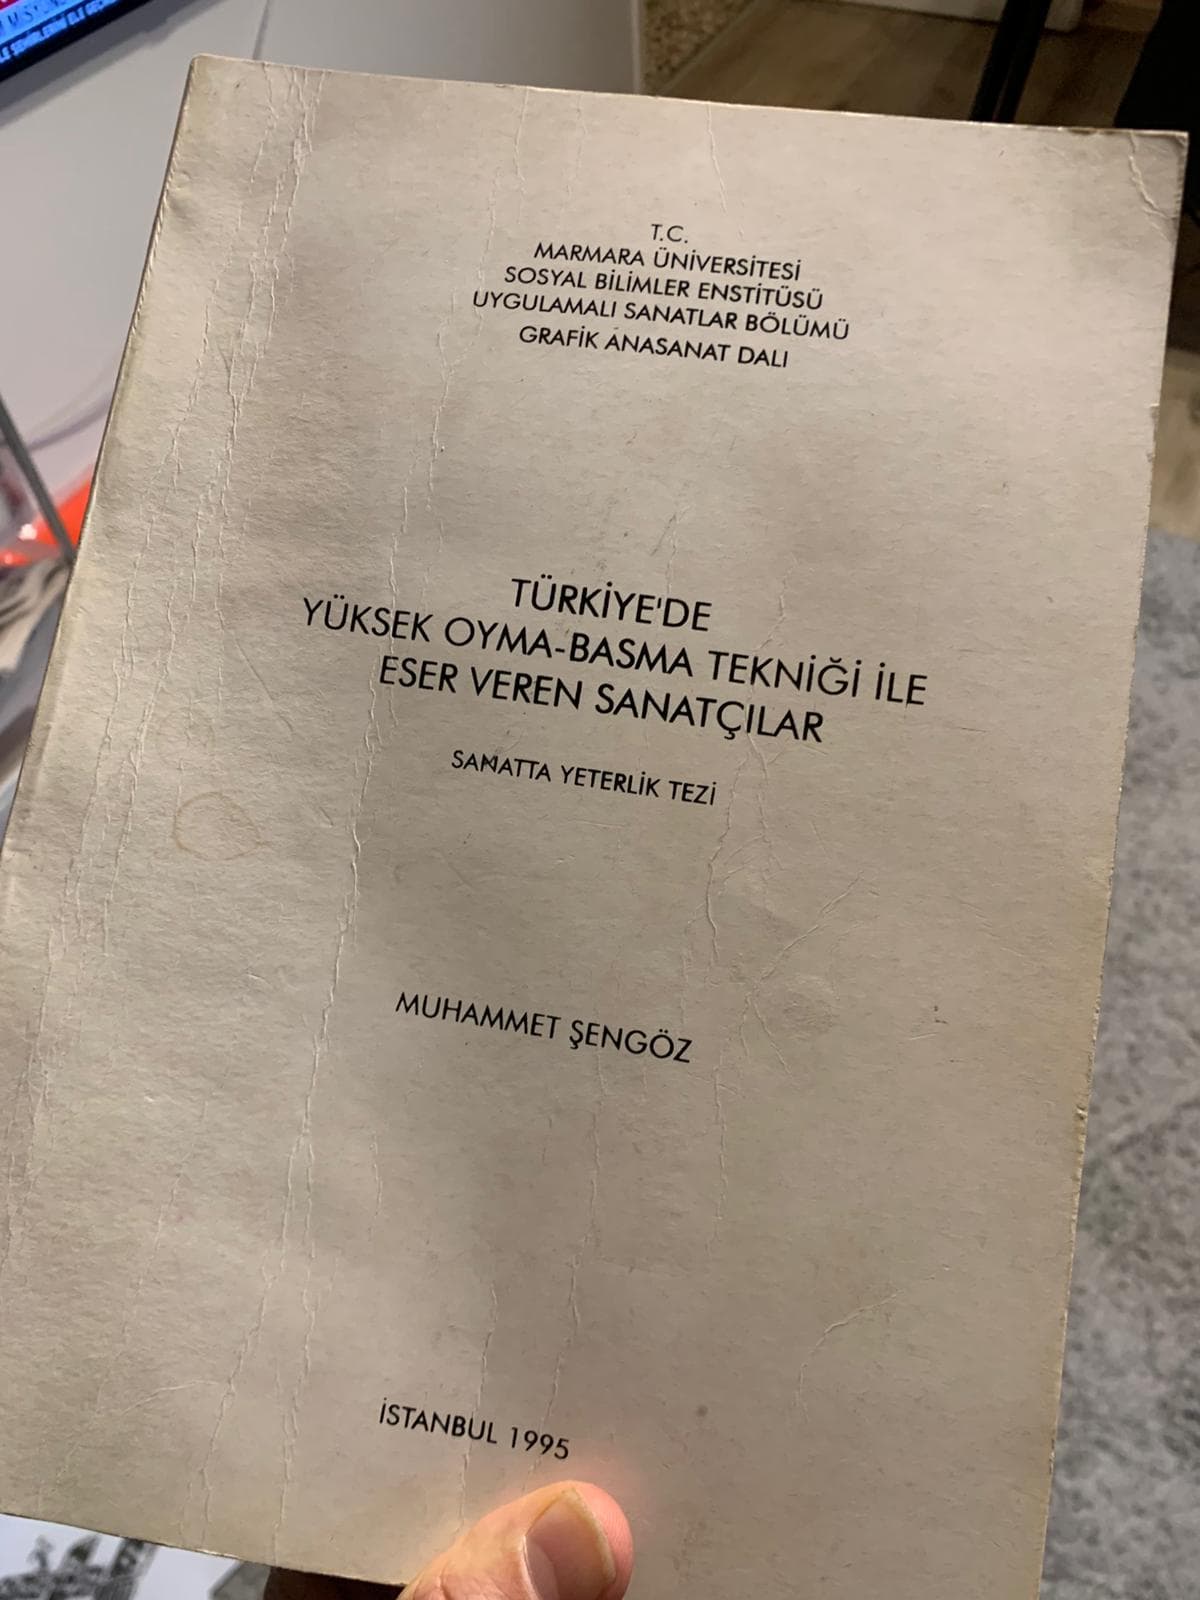 T.C.
MARMARA ÜNİVERSİTESİ
SOSYAL BİLİMLER ENSTİTÜSÜ
UYGULAMALI SANATLAR BÖLÜMÜ
GRAFİK ANASANAT DALI
TÜRKİYE'DE
YÜKSEK OYMA-BASMA TEKNİĞİ İLE
ESER VEREN SANATÇILAR
SANATTA YETERLİK TEZİ
MUHAMMET ŞENGÖZ
İSTANBUL 1995